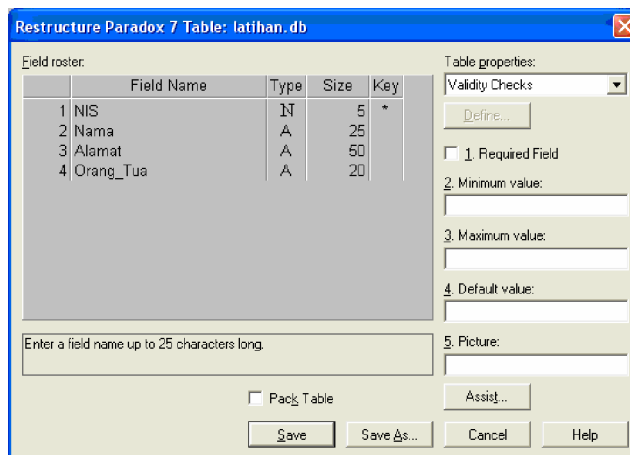 Restructure Paradox 7 Table: latihan.db
Field roster:
Field Name Type Size Key
1 NIS N 5 *
2 Nama A 25
3 Alamat A 50
4 Orang_Tua A 20
Enter a field name up to 25 characters long.
Pack Table
Save
Save As...
Table properties:
Validity Checks
Define...
1. Required Field
2. Minimum value:
3. Maximum value:
4. Default value:
5. Picture:
Assist...
Cancel
Help